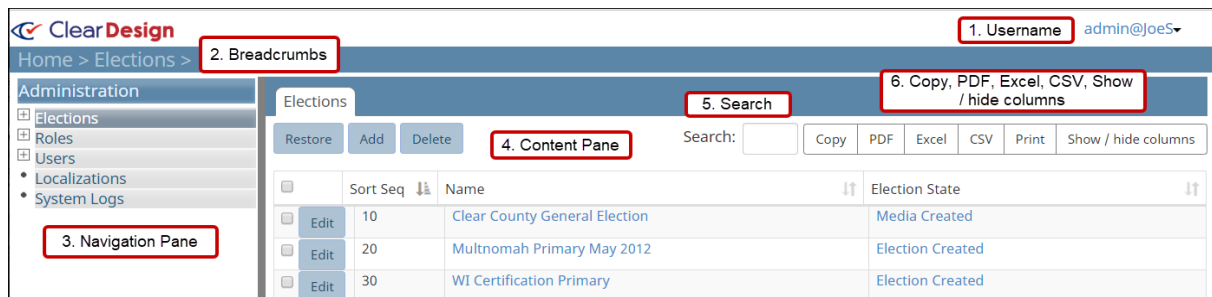 Clear Design
1. Username
admin@JoeS
Home > Elections >
2. Breadcrumbs
Administration
Elections
Roles
Users
Localizations
System Logs
3. Navigation Pane
Elections
5. Search
6. Copy, PDF, Excel, CSV, Show
/ hide columns
Restore Add Delete
4. Content Pane
Search:
Copy PDF Excel CSV Print Show / hide columns
Sort Seq Name Election State
Edit 10 Clear County General Election Media Created
Edit 20 Multnomah Primary May 2012 Election Created
Edit 30 WI Certification Primary Election Created